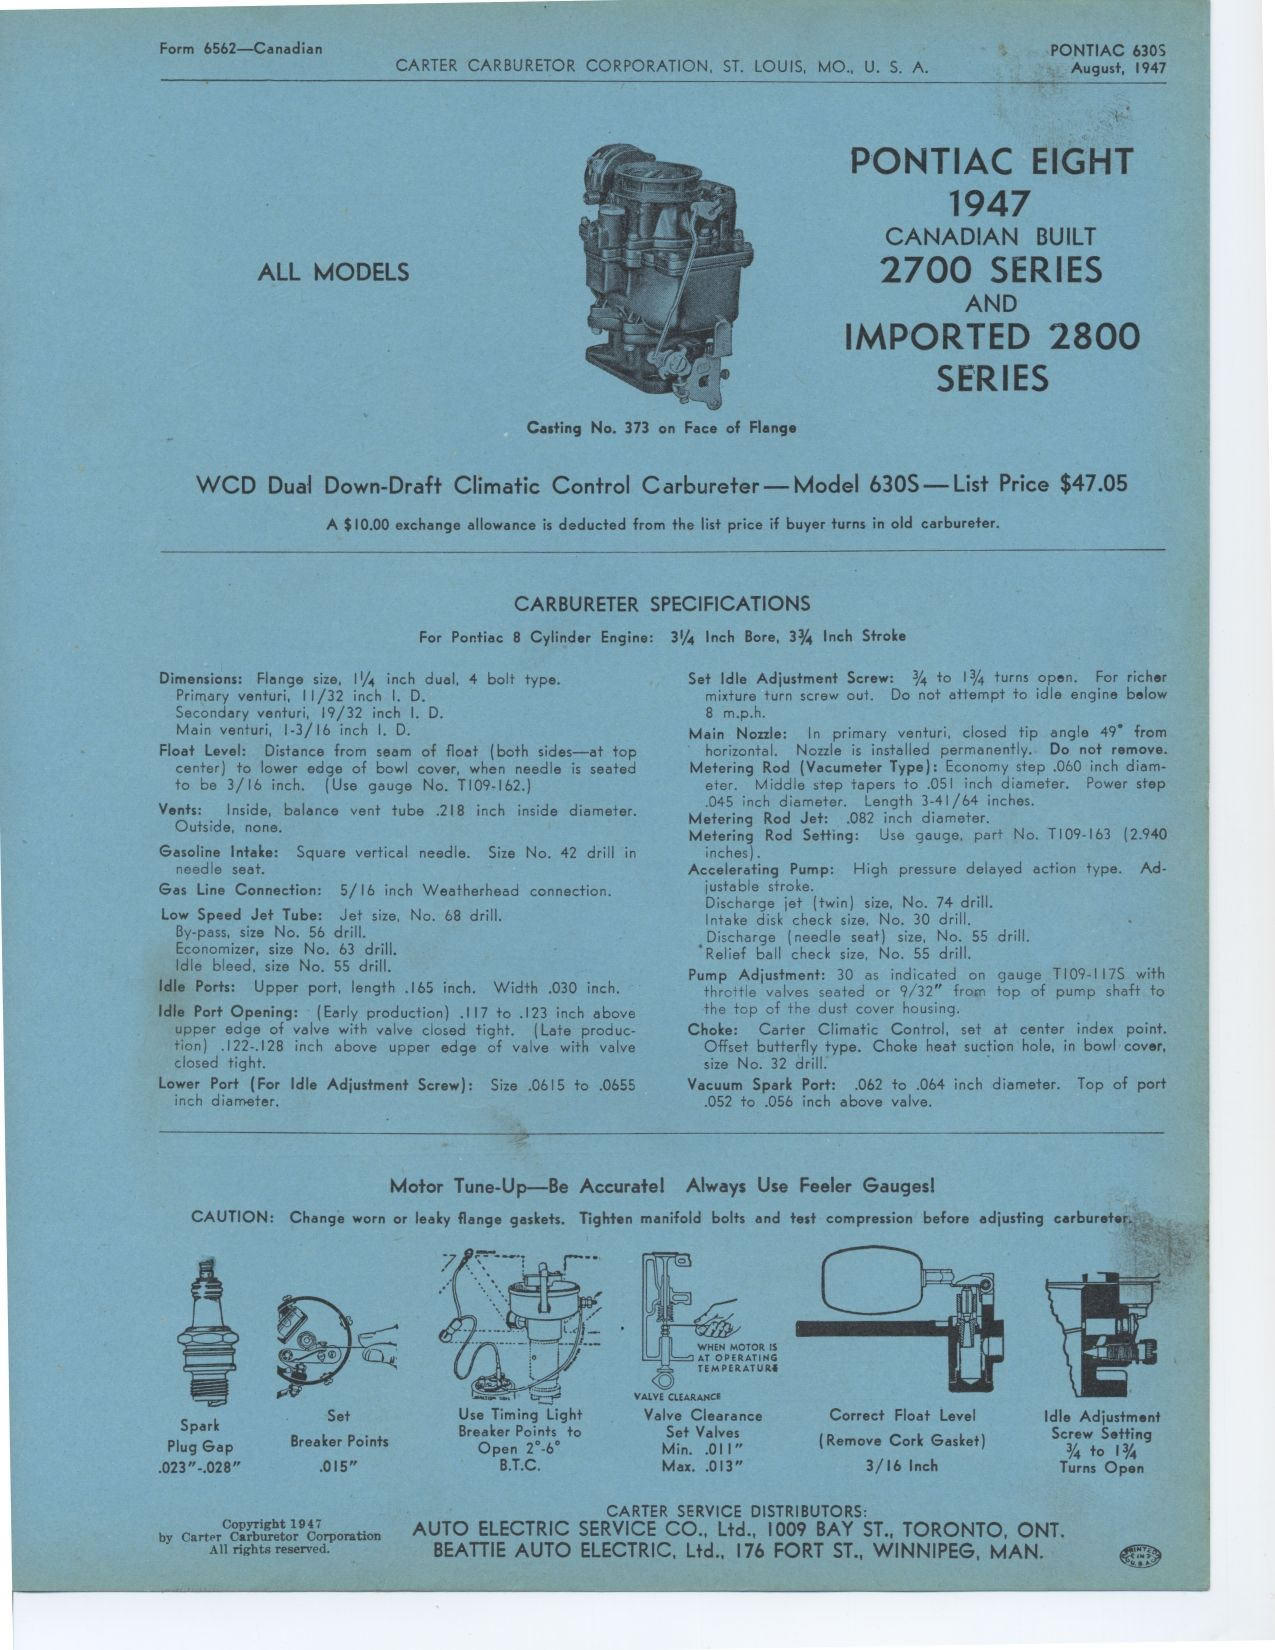 Form 6562—Canadian
PONTIAC 630S
CARTER CARBURETOR CORPORATION, ST. LOUIS, MO., U. S. A.
August, 1947
PONTIAC EIGHT
1947
CANADIAN BUILT
2700 SERIES
AND
IMPORTED 2800
SERIES
ALL MODELS
Casting No. 373 on Face of Flange
WCD Dual Down-Draft Climatic Control Carbureter—Model 630S—List Price $47.05
A $10.00 exchange allowance is deducted from the list price if buyer turns in old carbureter.
CARBURETER SPECIFICATIONS
For Pontiac 8 Cylinder Engine: 3¼ Inch Bore, 3¾ Inch Stroke
Dimensions: Flange size, 1¼ inch dual, 4 bolt type.
Primary venturi, 11/32 inch I. D.
Secondary venturi, 19/32 inch I. D.
Main venturi, 1-3/16 inch I. D.
Float Level: Distance from seam of float (both sides—at top
center) to lower edge of bowl cover, when needle is seated
to be 3/16 inch. (Use gauge No. T109-162.)
Vents: Inside, balance vent tube .218 inch inside diameter.
Outside, none.
Gasoline Intake: Square vertical needle. Size No. 42 drill in
needle seat.
Gas Line Connection: 5/16 inch Weatherhead connection.
Low Speed Jet Tube: Jet size, No. 68 drill.
By-pass, size No. 56 drill.
Economizer, size No. 63 drill.
Idle bleed, size No. 55 drill.
Idle Ports: Upper port, length .165 inch. Width .030 inch.
Idle Port Opening: (Early production) .117 to .123 inch above
upper edge of valve with valve closed tight. (Late produc-
tion) .122-.128 inch above upper edge of valve with valve
closed tight.
Lower Port (For Idle Adjustment Screw): Size .0615 to .0655
inch diameter.
Set Idle Adjustment Screw: ¾ to 1¾ turns open. For richer
mixture turn screw out. Do not attempt to idle engine below
8 m.p.h.
Main Nozzle: In primary venturi, closed tip angle 49° from
horizontal. Nozzle is installed permanently. Do not remove.
Metering Rod (Vacumeter Type): Economy step .060 inch diam-
eter. Middle step tapers to .051 inch diameter. Power step
.045 inch diameter. Length 3-41/64 inches.
Metering Rod Jet: .082 inch diameter.
Metering Rod Setting: Use gauge, part No. T109-163 (2.940
inches).
Accelerating Pump: High pressure delayed action type. Ad-
justable stroke.
Discharge jet (twin) size, No. 74 drill.
Intake disk check size, No. 30 drill.
Discharge (needle seat) size, No. 55 drill.
Relief ball check size, No. 55 drill.
Pump Adjustment: 30 as indicated on gauge T109-117S with
throttle valves seated or 9/32" from top of pump shaft to
the top of the dust cover housing.
Choke: Carter Climatic Control, set at center index point.
Offset butterfly type. Choke heat suction hole, in bowl cover,
size No. 32 drill.
Vacuum Spark Port: .062 to .064 inch diameter. Top of port
.052 to .056 inch above valve.
Motor Tune-Up—Be Accurate! Always Use Feeler Gauges!
CAUTION: Change worn or leaky flange gaskets. Tighten manifold bolts and test compression before adjusting carbureter.
WHEN MOTOR IS
AT OPERATING
TEMPERATURE
VALVE CLEARANCE
Spark
Plug Gap
.023"-.028"
Set
Breaker Points
.015"
Use Timing Light
Breaker Points to
Open 2°-6°
B.T.C.
Valve Clearance
Set Valves
Min. .011"
Max. .013"
Correct Float Level
(Remove Cork Gasket)
3/16 Inch
Idle Adjustment
Screw Setting
¾ to 1¾
Turns Open
Copyright 1947
by Carter Carburetor Corporation
All rights reserved.
CARTER SERVICE DISTRIBUTORS:
AUTO ELECTRIC SERVICE CO., Ltd., 1009 BAY ST., TORONTO, ONT.
BEATTIE AUTO ELECTRIC, Ltd., 176 FORT ST., WINNIPEG, MAN.
PRINTED
IN
U.S.A.